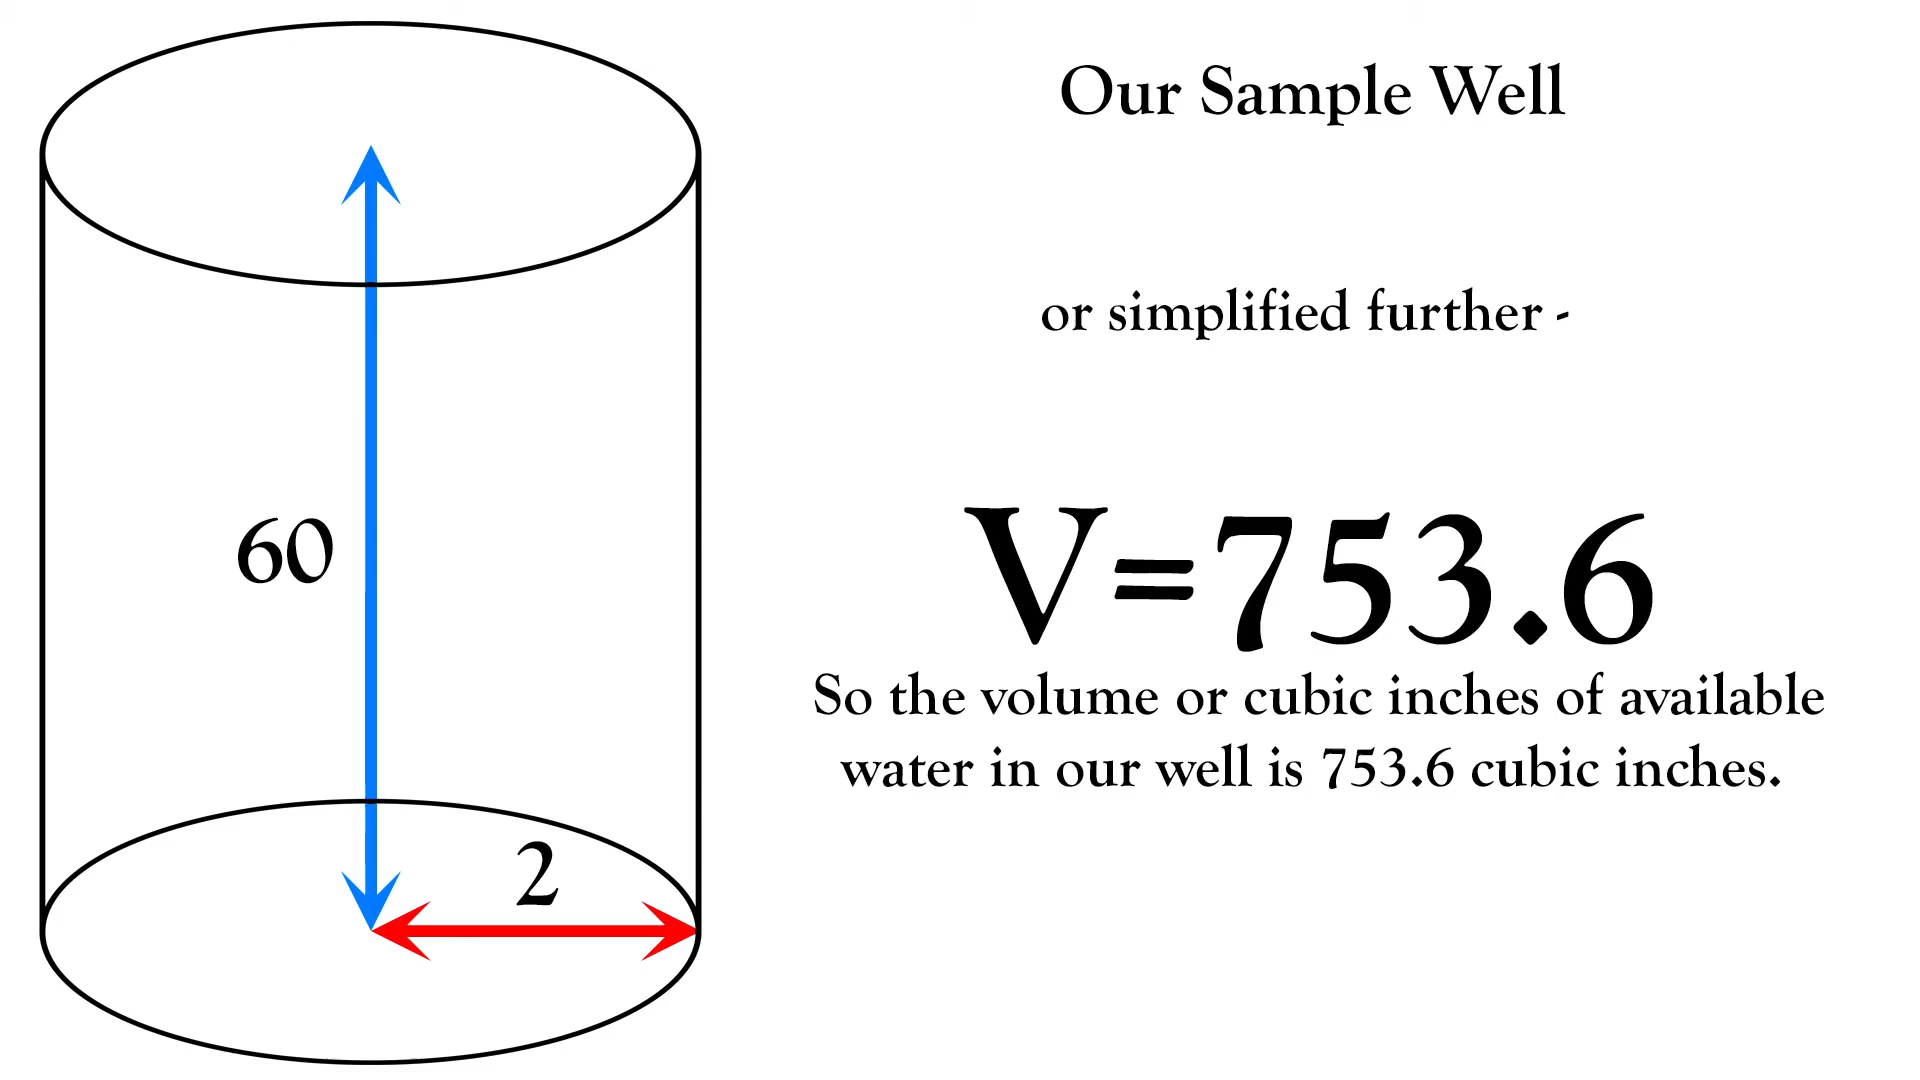 Our Sample Well
or simplified further -
60
V=753.6
So the volume or cubic inches of available
water in our well is 753.6 cubic inches.
2